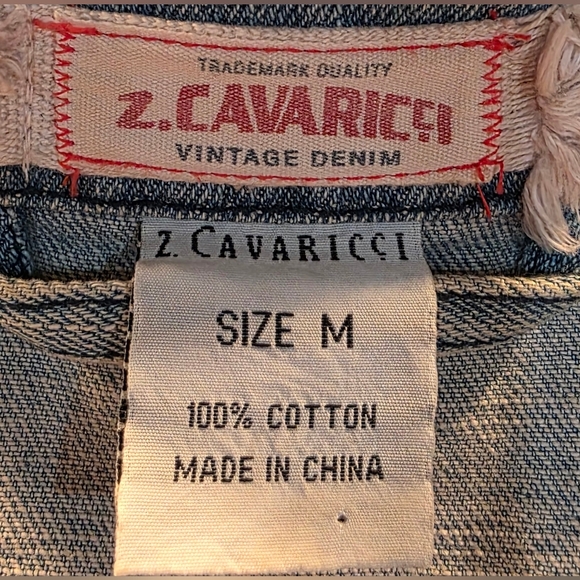 TRADEMARK QUALITY
Z.CAVARICCI
VINTAGE DENIM
Z. CAVARICCI
SIZE M
100% COTTON
MADE IN CHINA